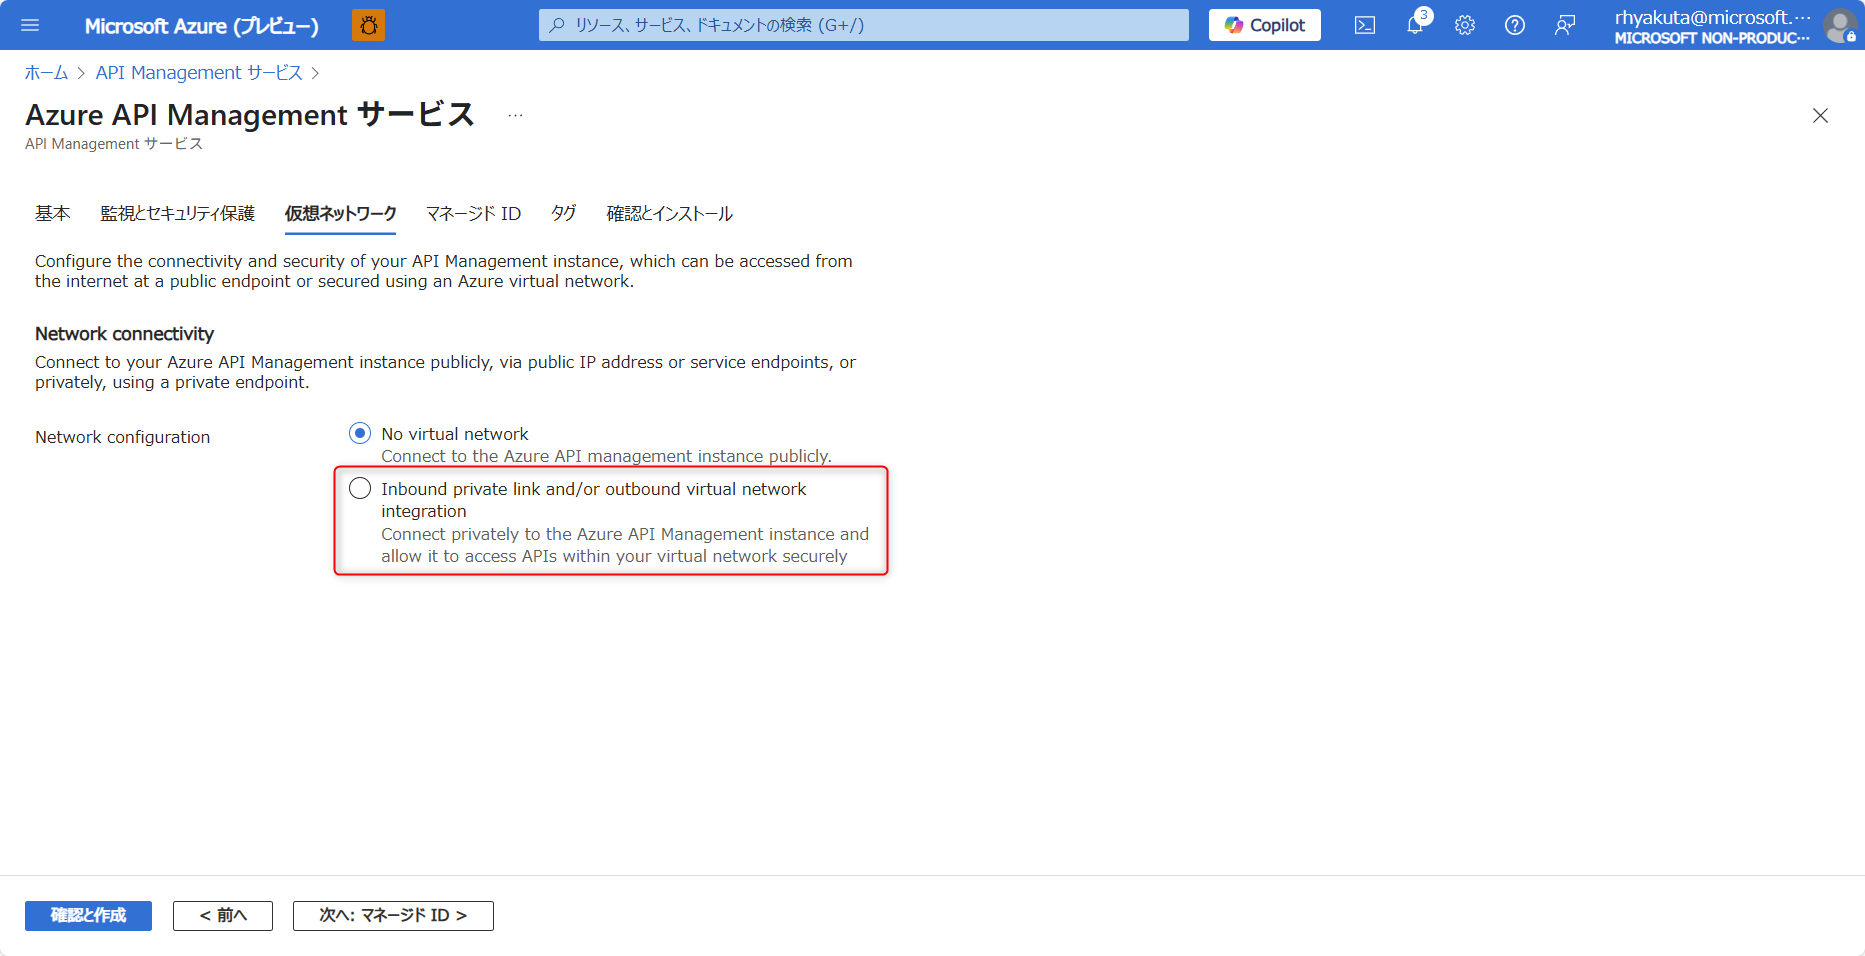 Microsoft Azure (プレビュー)
リソース、サービス、ドキュメントの検索 (G+/)
Copilot
3
rhyakuta@microsoft.…
MICROSOFT NON-PRODUC…
ホーム > API Management サービス >
Azure API Management サービス …
API Management サービス
基本 監視とセキュリティ保護 仮想ネットワーク マネージド ID タグ 確認とインストール
Configure the connectivity and security of your API Management instance, which can be accessed from
the internet at a public endpoint or secured using an Azure virtual network.
Network connectivity
Connect to your Azure API Management instance publicly, via public IP address or service endpoints, or
privately, using a private endpoint.
Network configuration
No virtual network
Connect to the Azure API management instance publicly.
Inbound private link and/or outbound virtual network
integration
Connect privately to the Azure API Management instance and
allow it to access APIs within your virtual network securely
確認と作成 < 前へ 次へ: マネージド ID >